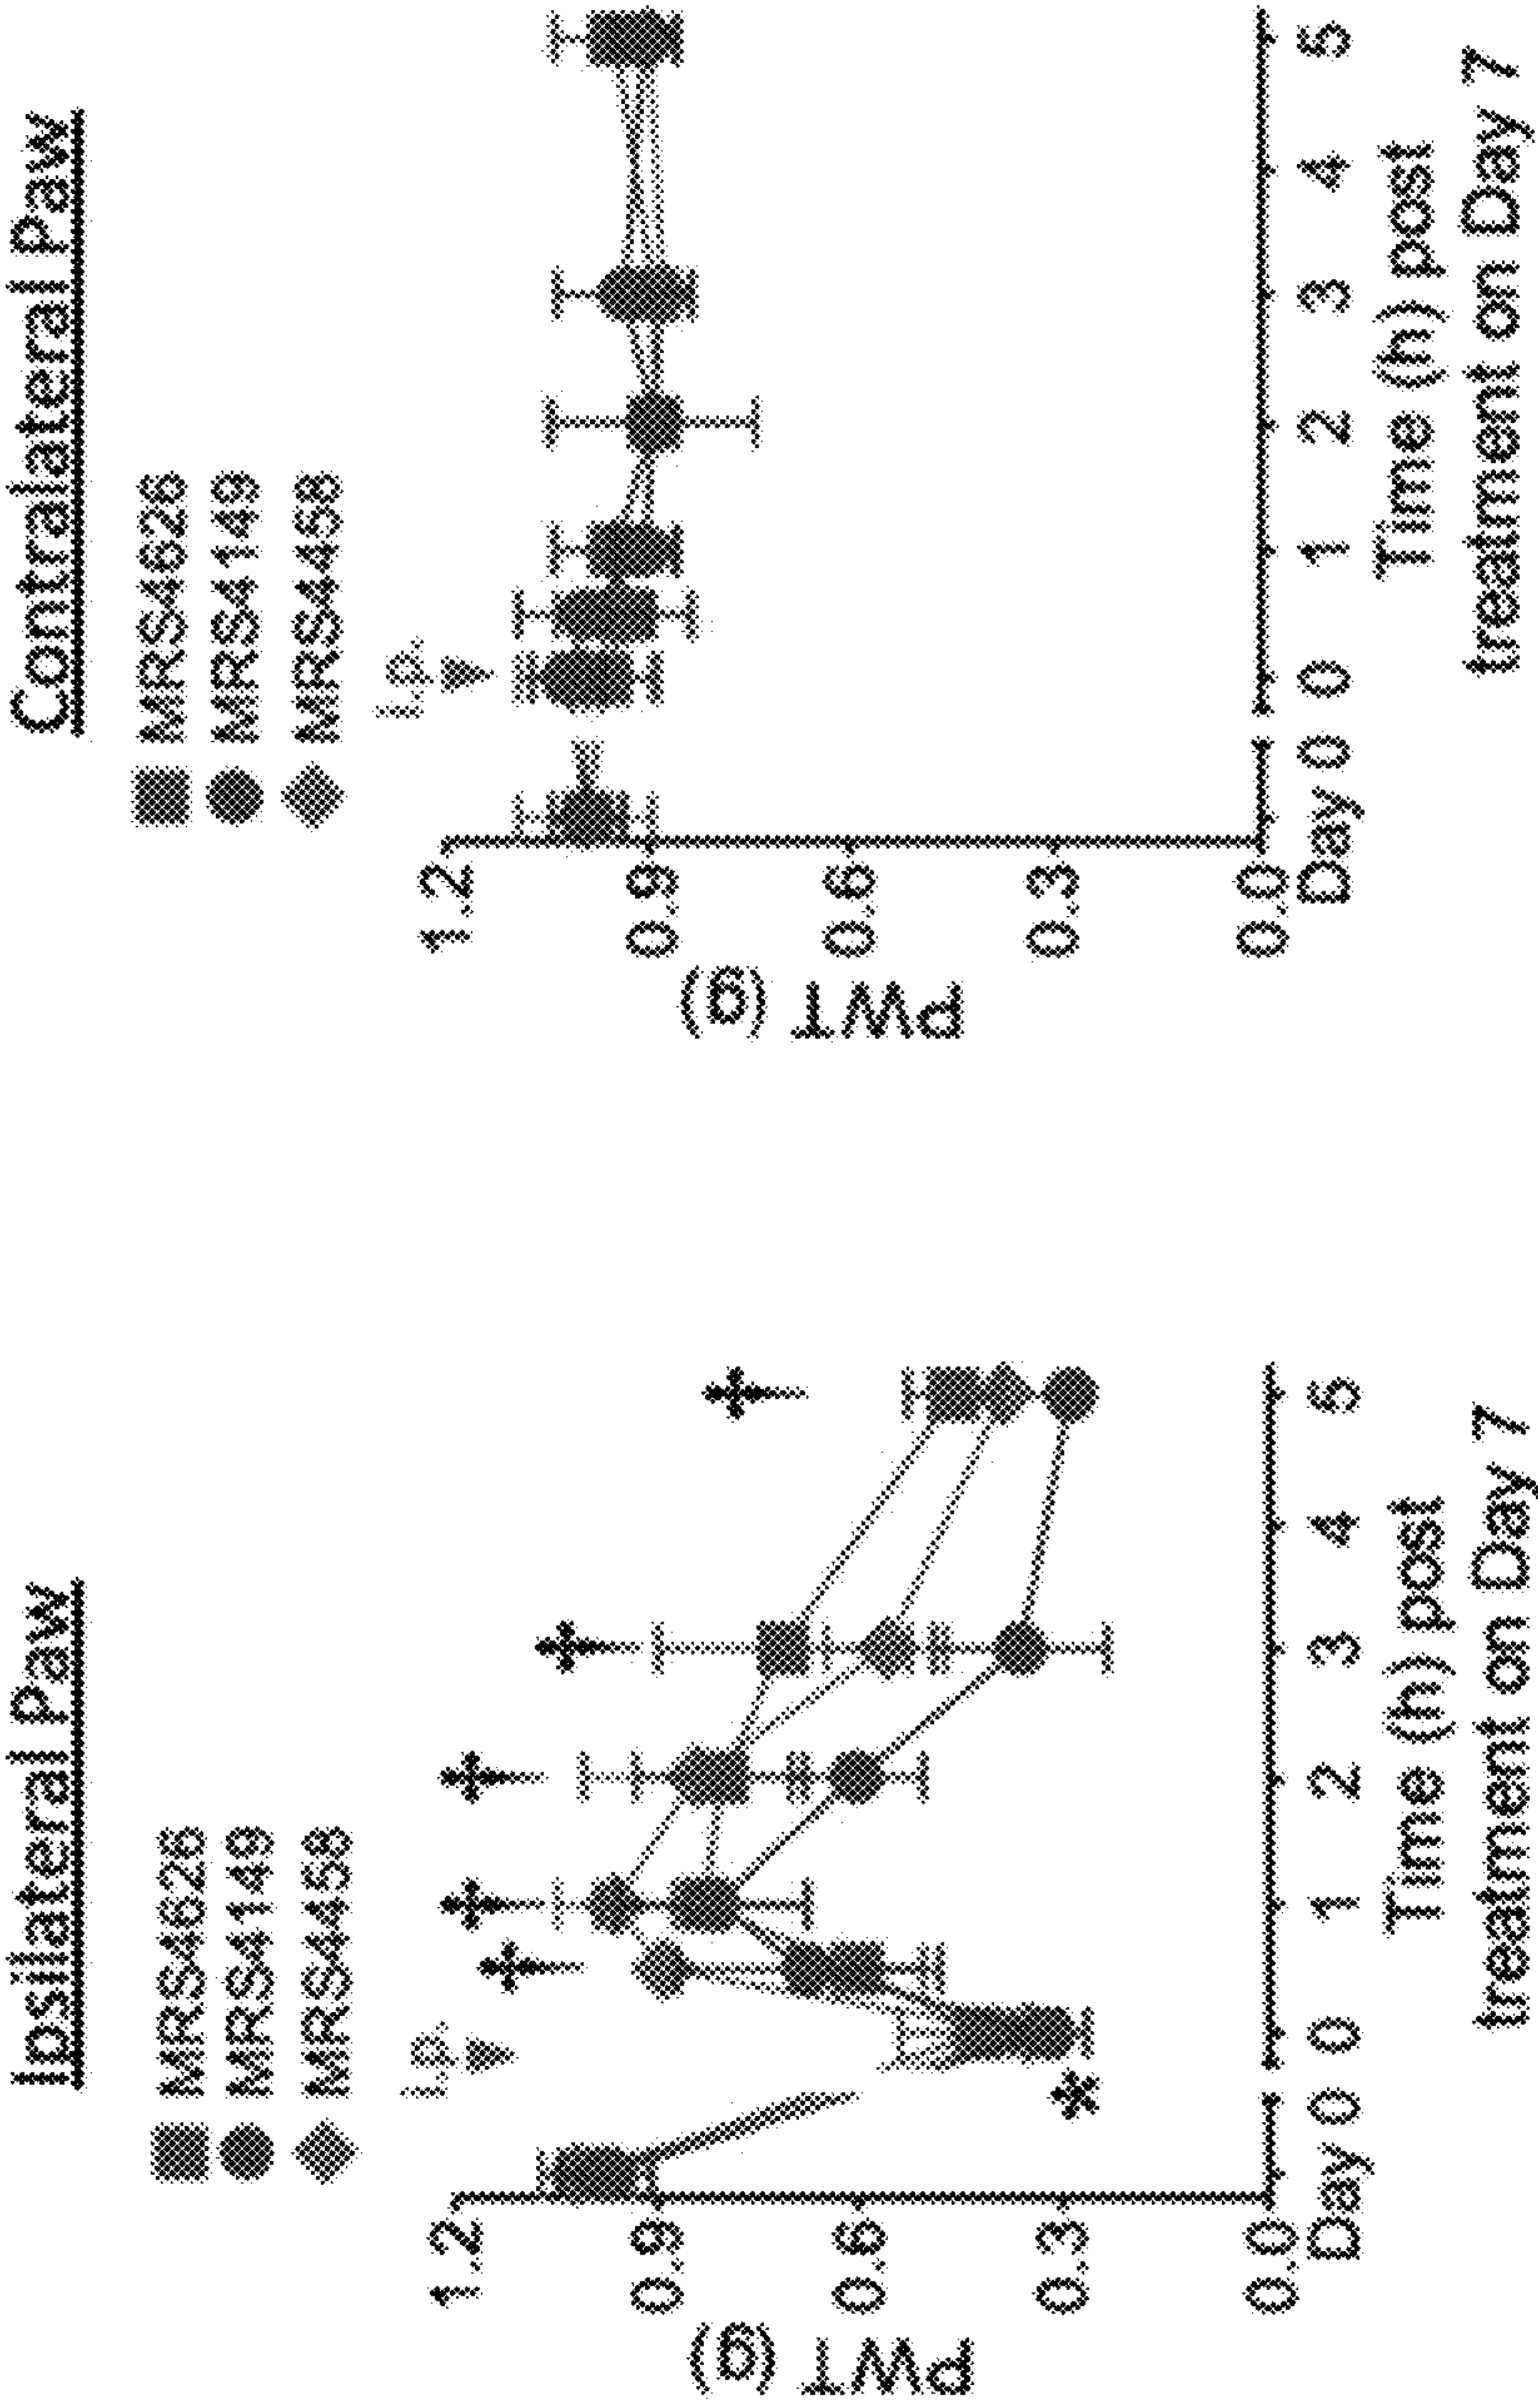 Ipsilateral Paw
MRS4626
MRS4149
MRS4458
i.p.
†
†
†
†
†
*
PWT (g)
1.2
0.9
0.6
0.3
0.0
Day 0
0
1
2
3
4
5
Time (h) post
treatment on Day 7
Contralateral Paw
MRS4626
MRS4149
MRS4458
i.p.
PWT (g)
1.2
0.9
0.6
0.3
0.0
Day 0
0
1
2
3
4
5
Time (h) post
treatment on Day 7